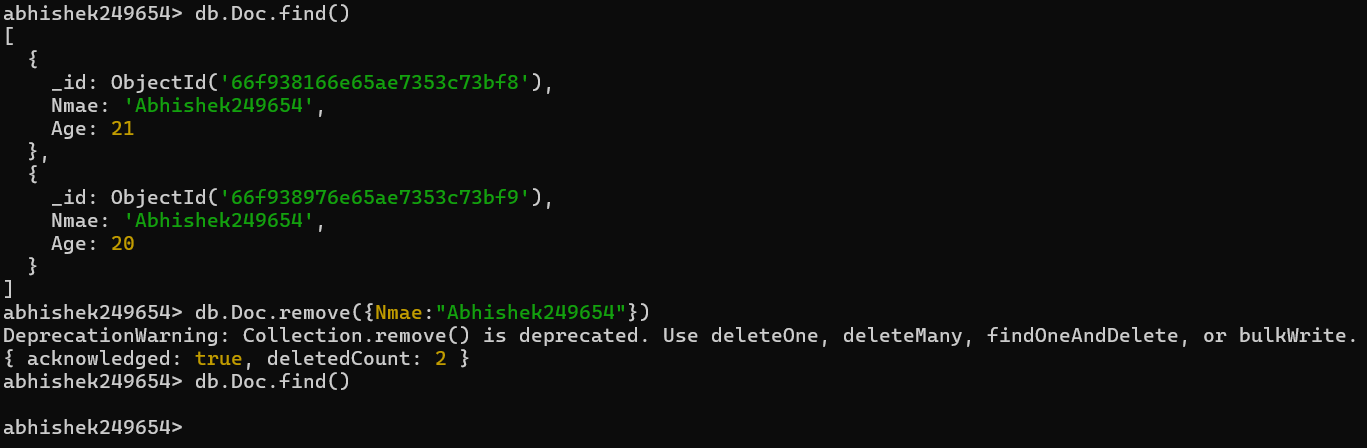 abhishek249654> db.Doc.find()
[
  {
    _id: ObjectId('66f938166e65ae7353c73bf8'),
    Nmae: 'Abhishek249654',
    Age: 21
  },
  {
    _id: ObjectId('66f938976e65ae7353c73bf9'),
    Nmae: 'Abhishek249654',
    Age: 20
  }
]
abhishek249654> db.Doc.remove({Nmae:"Abhishek249654"})
DeprecationWarning: Collection.remove() is deprecated. Use deleteOne, deleteMany, findOneAndDelete, or bulkWrite.
{ acknowledged: true, deletedCount: 2 }
abhishek249654> db.Doc.find()

abhishek249654>